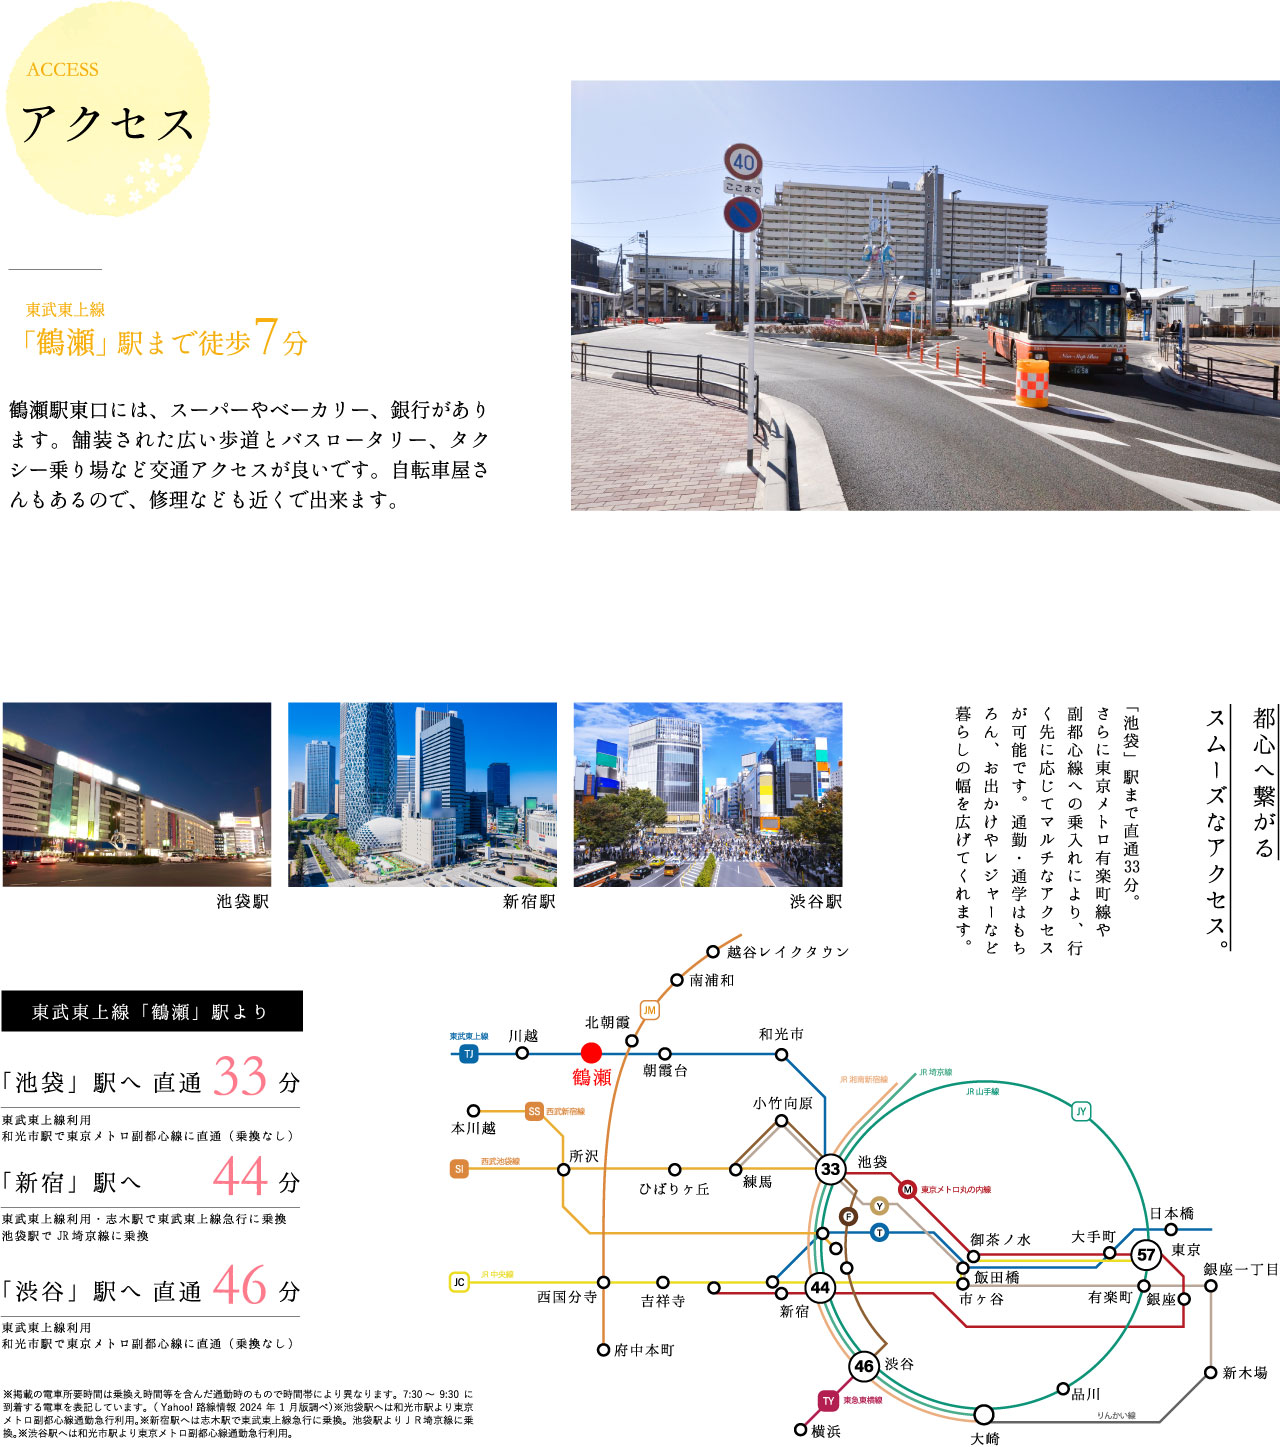 ACCESS
アクセス
40
ここまで
東武東上線
「鶴瀬」駅まで徒歩7分
鶴瀬駅東口には、スーパーやベーカリー、銀行があり
ます。舗装された広い歩道とバスロータリー、タク
シー乗り場など交通アクセスが良いです。自転車屋さ
んもあるので、修理なども近くで出来ます。
都心へ繋がる
スムーズなアクセス。
「池袋」駅まで直通33分。
さらに東京メトロ有楽町線や
副都心線への乗入れにより、行
く先に応じてマルチなアクセス
が可能です。通勤・通学はもち
ろん、お出かけやレジャーなど
暮らしの幅を広げてくれます。
池袋駅
新宿駅
渋谷駅
東武東上線「鶴瀬」駅より
「池袋」駅へ 直通 33 分
東武東上線利用
和光市駅で東京メトロ副都心線に直通（乗換なし）
「新宿」駅へ 44 分
東武東上線利用・志木駅で東武東上線急行に乗換
池袋駅でJR埼京線に乗換
「渋谷」駅へ 直通 46 分
東武東上線利用
和光市駅で東京メトロ副都心線に直通（乗換なし）
※掲載の電車所要時間は乗換え時間等を含んだ通勤時のもので時間帯により異なります。7:30～9:30に
到着する電車を表記しています。(Yahoo!路線情報2024年1月版調べ)※池袋駅へは和光市駅より東京
メトロ副都心線通勤急行利用。※新宿駅へは志木駅で東武東上線急行に乗換。池袋駅よりＪＲ埼京線に乗
換。※渋谷駅へは和光市駅より東京メトロ副都心線通勤急行利用。
越谷レイクタウン
南浦和
JM
北朝霞
東武東上線
TJ
川越
鶴瀬
朝霞台
和光市
JR湘南新宿線
JR埼京線
JR山手線
JY
小竹向原
SS
西武新宿線
本川越
SI
西武池袋線
所沢
ひばりヶ丘
練馬
33
池袋
M
東京メトロ丸の内線
Y
F
T
御茶ノ水
大手町
日本橋
57
東京
JC
JR中央線
西国分寺
吉祥寺
新宿
44
飯田橋
市ヶ谷
有楽町
銀座
銀座一丁目
府中本町
46
渋谷
新木場
TY
東急東横線
横浜
品川
りんかい線
大崎